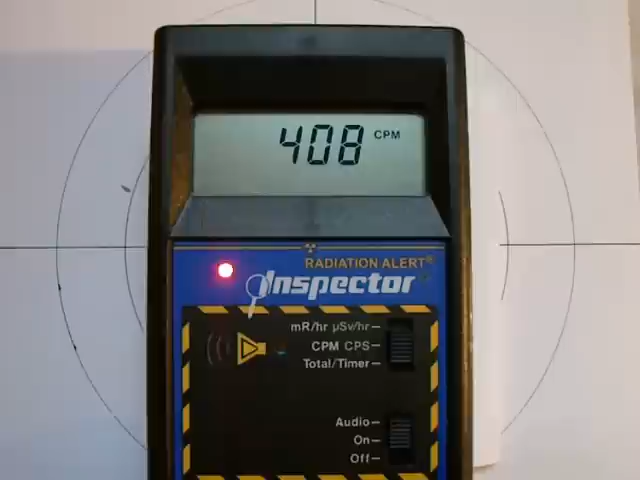 408 CPM
RADIATION ALERT®
Inspector
mR/hr µSv/hr
CPM CPS
Total/Timer
Audio
On
Off